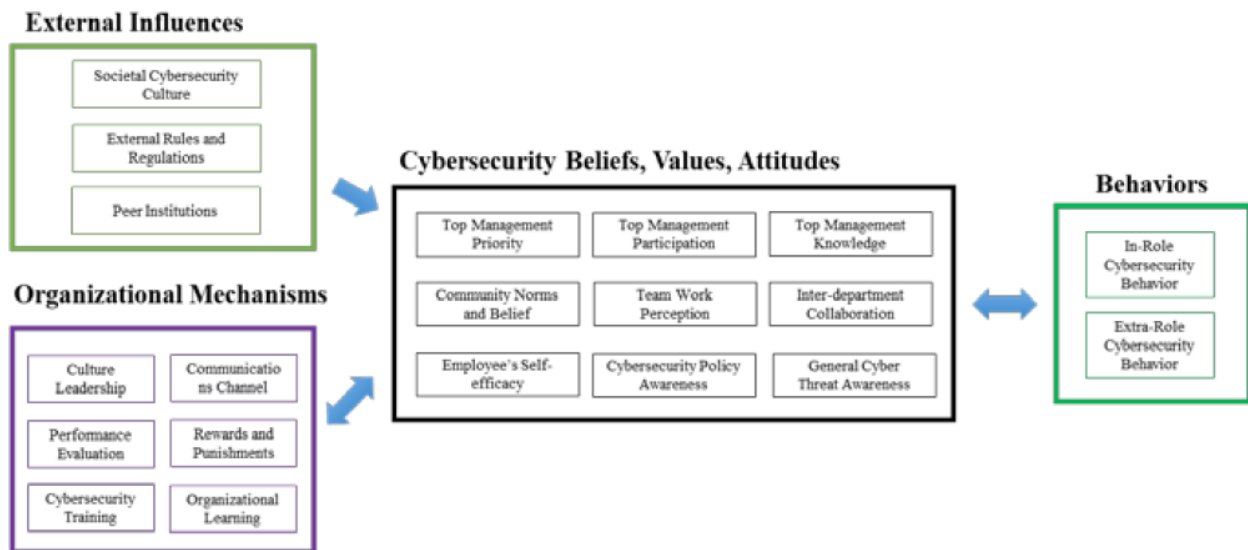 External Influences
Societal Cybersecurity
Culture
External Rules and
Regulations
Peer Institutions
Organizational Mechanisms
Culture
Leadership
Communicatio
ns Channel
Performance
Evaluation
Rewards and
Punishments
Cybersecurity
Training
Organizational
Learning
Cybersecurity Beliefs, Values, Attitudes
Top Management
Priority
Top Management
Participation
Top Management
Knowledge
Community Norms
and Belief
Team Work
Perception
Inter-department
Collaboration
Employee's Self-
efficacy
Cybersecurity Policy
Awareness
General Cyber
Threat Awareness
Behaviors
In-Role
Cybersecurity
Behavior
Extra-Role
Cybersecurity
Behavior